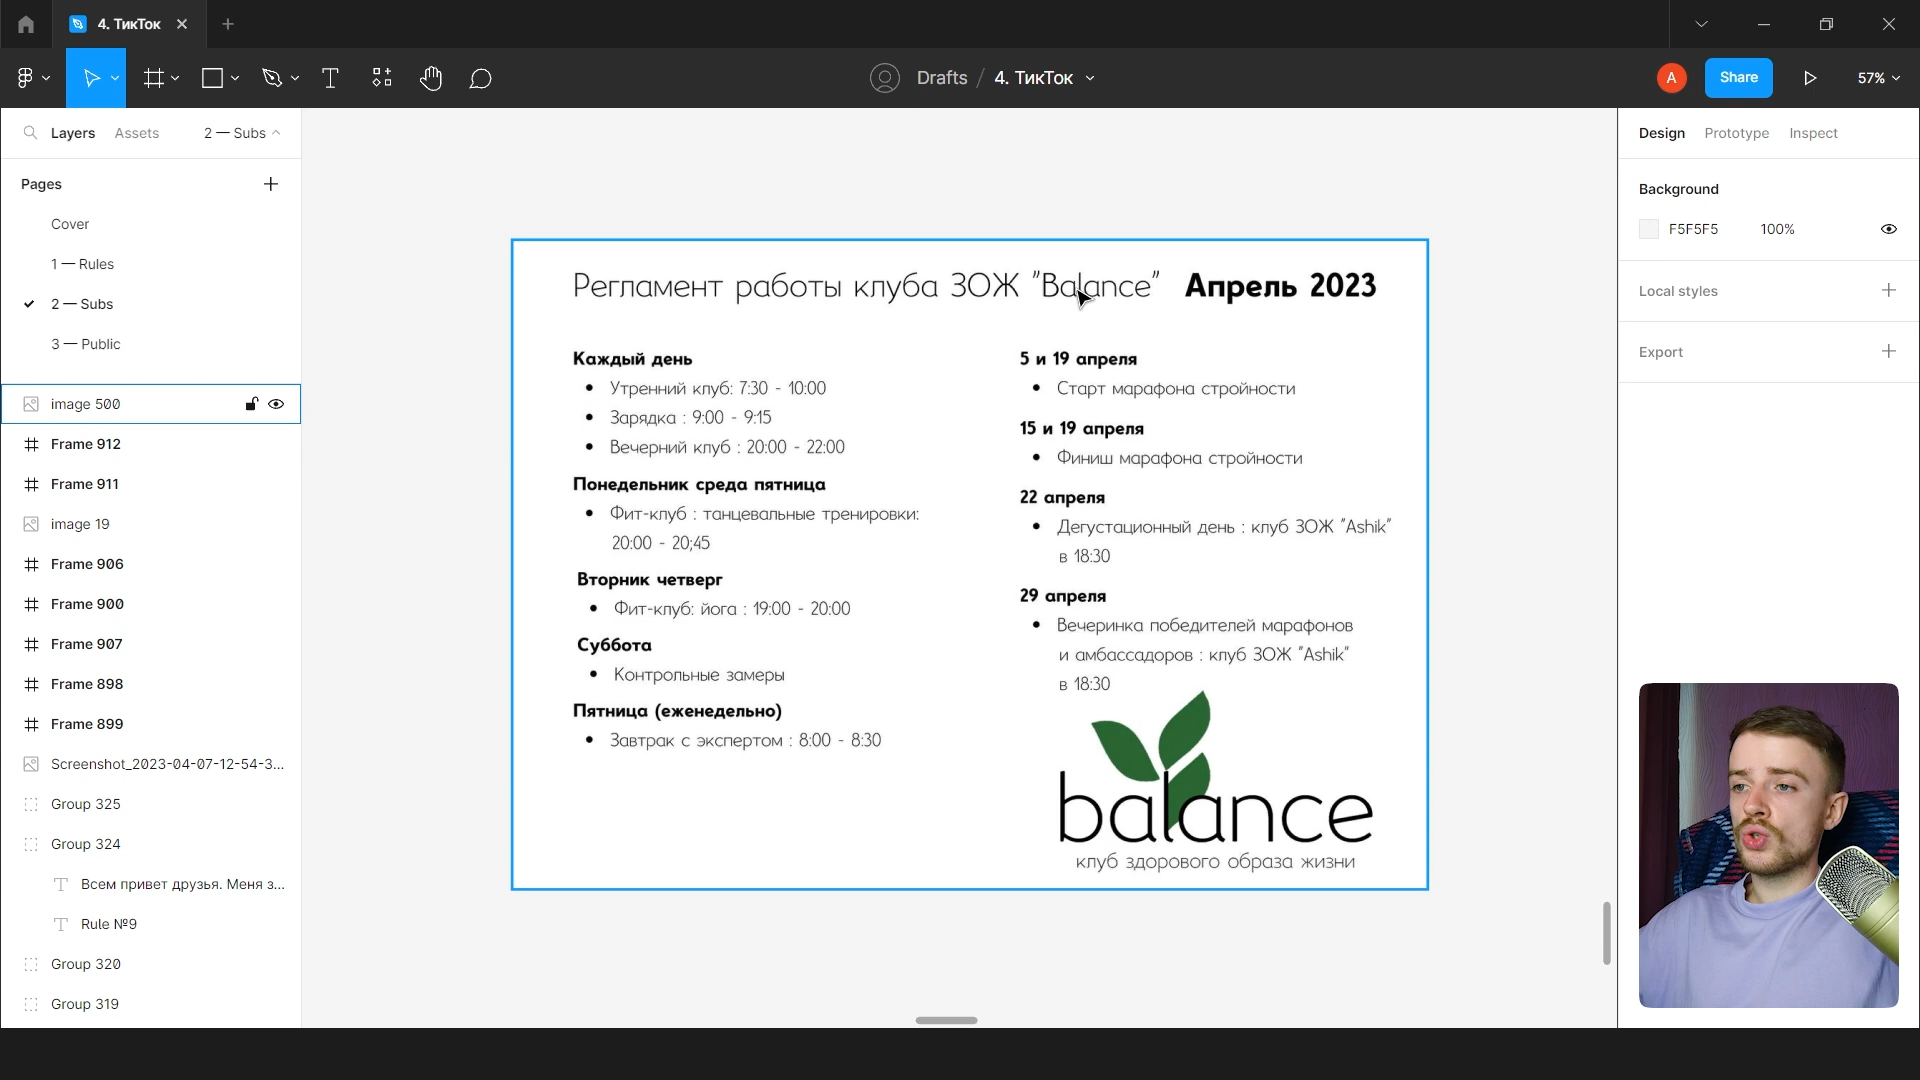 4. ТикТок
Drafts / 4. ТикТок
A
Share
57%
Layers
Assets
2 — Subs
Pages
Cover
1 — Rules
2 — Subs
3 — Public
image 500
Frame 912
Frame 911
image 19
Frame 906
Frame 900
Frame 907
Frame 898
Frame 899
Screenshot_2023-04-07-12-54-3...
Group 325
Group 324
Всем привет друзья. Меня з...
Rule №9
Group 320
Group 319
Регламент работы клуба ЗОЖ "Balance" Апрель 2023
Каждый день
• Утренний клуб: 7:30 - 10:00
• Зарядка : 9:00 - 9:15
• Вечерний клуб : 20:00 - 22:00
Понедельник среда пятница
• Фит-клуб : танцевальные тренировки:
20:00 - 20;45
Вторник четверг
• Фит-клуб: йога : 19:00 - 20:00
Суббота
• Контрольные замеры
Пятница (еженедельно)
• Завтрак с экспертом : 8:00 - 8:30
5 и 19 апреля
• Старт марафона стройности
15 и 19 апреля
• Финиш марафона стройности
22 апреля
• Дегустационный день : клуб ЗОЖ "Ashik"
в 18:30
29 апреля
• Вечеринка победителей марафонов
и амбассадоров : клуб ЗОЖ "Ashik"
в 18:30
balance
клуб здорового образа жизни
Design
Prototype
Inspect
Background
F5F5F5
100%
Local styles
Export